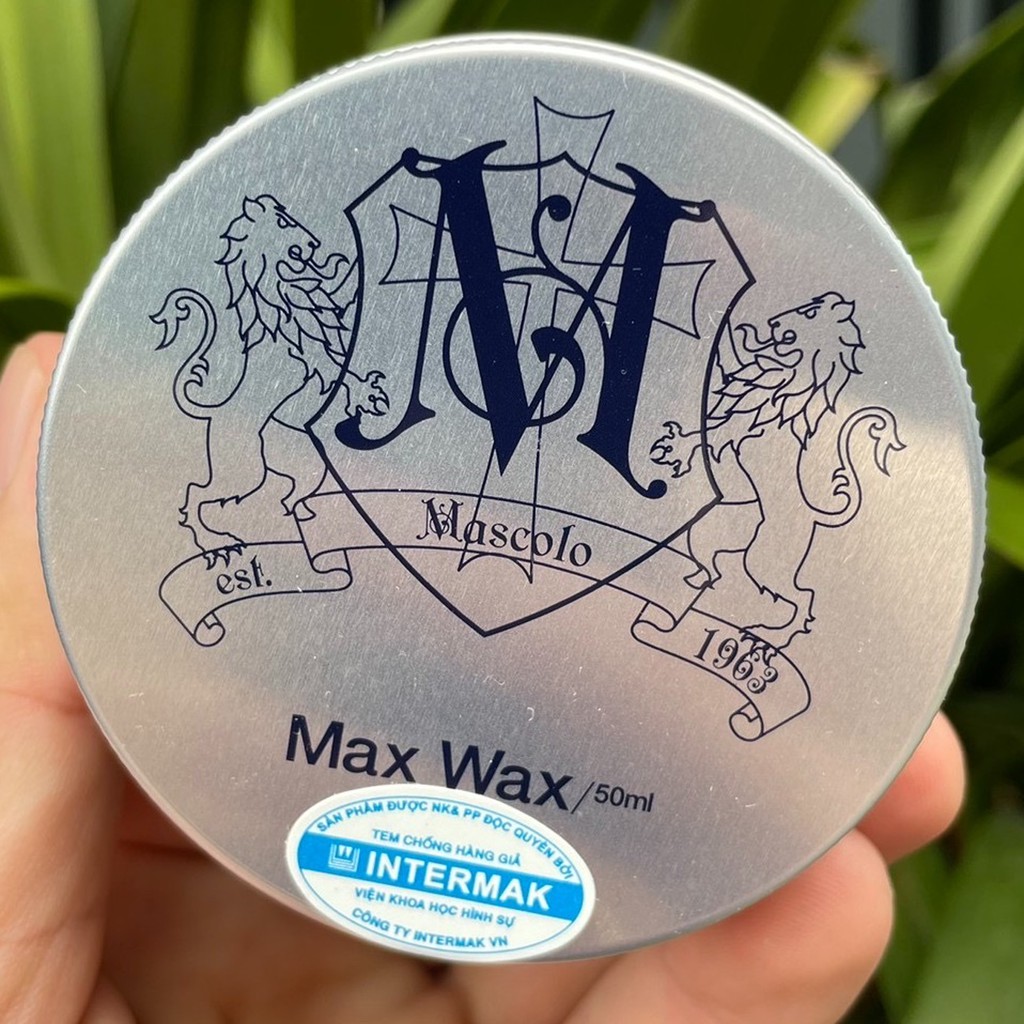 M
Mascolo
est.
1963
Max Wax/50ml
SẢN PHẨM ĐƯỢC NK& PP ĐỘC QUYỀN BỞI
TEM CHỐNG HÀNG GIẢ
INTERMAK
VIỆN KHOA HỌC HÌNH SỰ
CÔNG TY INTERMAK VN